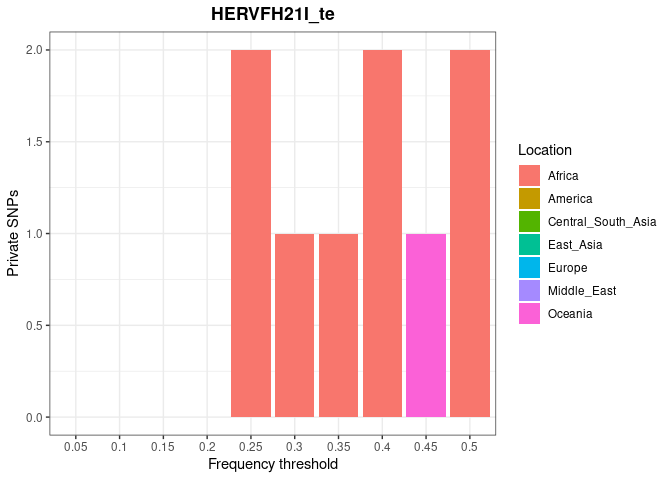 HERVFH21I_te
Private SNPs
2.0
1.5
1.0
0.5
0.0
0.05 0.1 0.15 0.2 0.25 0.3 0.35 0.4 0.45 0.5
Frequency threshold
Location
Africa
America
Central_South_Asia
East_Asia
Europe
Middle_East
Oceania